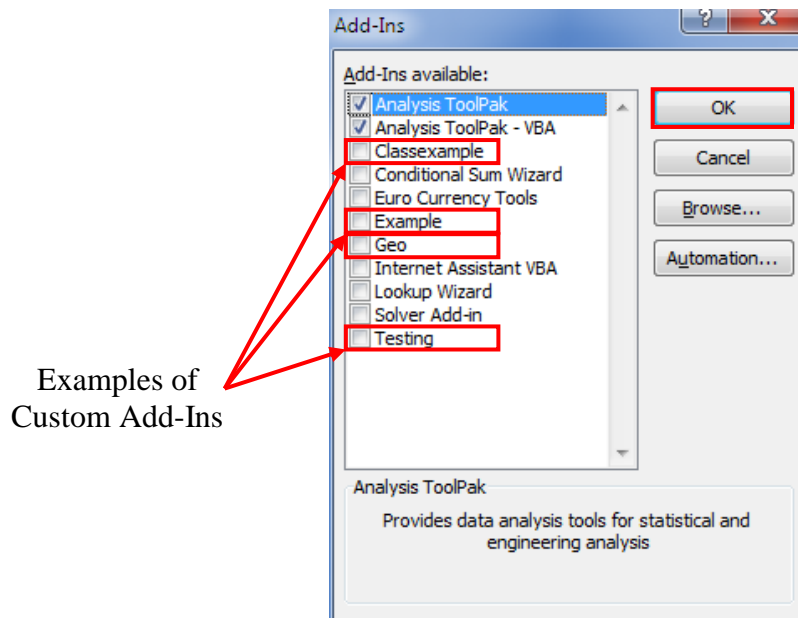 Add-Ins
?
X
Add-Ins available:
Analysis ToolPak
Analysis ToolPak - VBA
Classexample
Conditional Sum Wizard
Euro Currency Tools
Example
Geo
Internet Assistant VBA
Lookup Wizard
Solver Add-in
Testing
OK
Cancel
Browse...
Automation...
Examples of
Custom Add-Ins
Analysis ToolPak
Provides data analysis tools for statistical and
engineering analysis